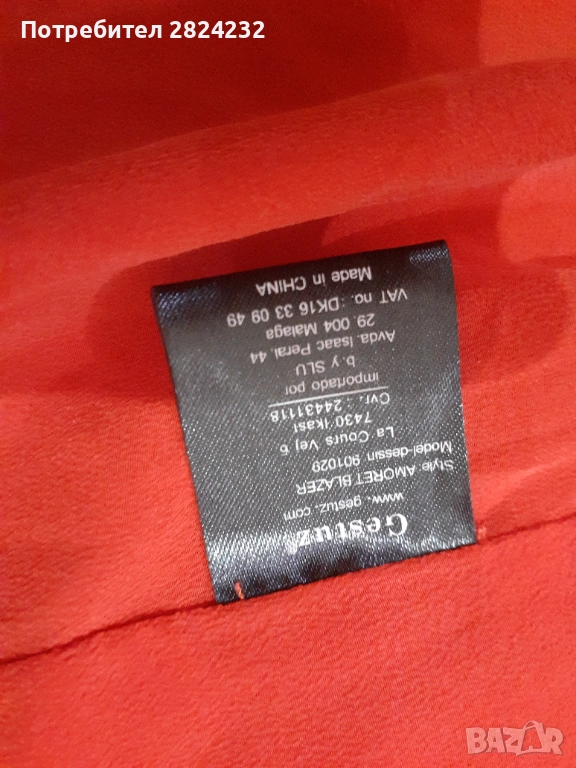 Потребител 2824232
Gestuz®
www. gestuz. com
Style: AMORET BLAZER
Model-dessin 901029
La Cours Vej 6
7430 Ikast
Cvr. : 24431118
importado por
b. y SLU
Avda. Isaac Peral. 44
29. 004 Malaga
VAT no.: DK16 33 09 49
Made in CHINA
BAZAR